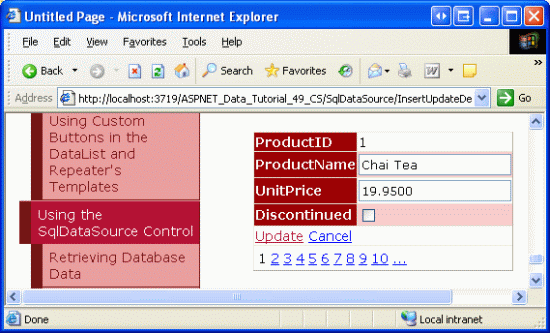 Untitled Page - Microsoft Internet Explorer
File Edit View Favorites Tools Help
Back Search Favorites
Address http://localhost:3719/ASPNET_Data_Tutorial_49_CS/SqlDataSource/InsertUpdateDe Go
Using Custom
Buttons in the
DataList and
Repeater's
Templates
Using the
SqlDataSource Control
Retrieving Database
Data
ProductID 1
ProductName Chai Tea
UnitPrice 19.9500
Discontinued
Update Cancel
1 2 3 4 5 6 7 8 9 10 ...
Done Local intranet